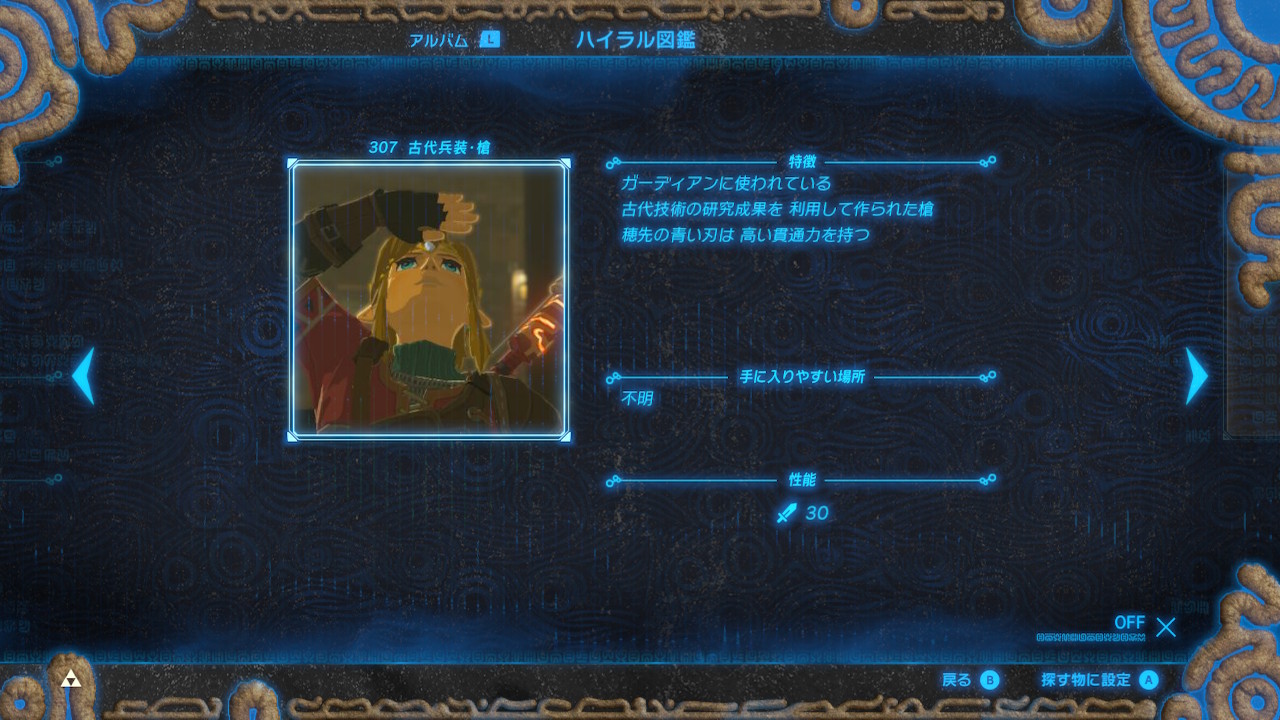 アルバム L
ハイラル図鑑
307 古代兵装・槍
特徴
ガーディアンに使われている
古代技術の研究成果を 利用して作られた槍
穂先の青い刃は 高い貫通力を持つ
手に入りやすい場所
不明
性能
30
OFF
戻る B
探す物に設定 A